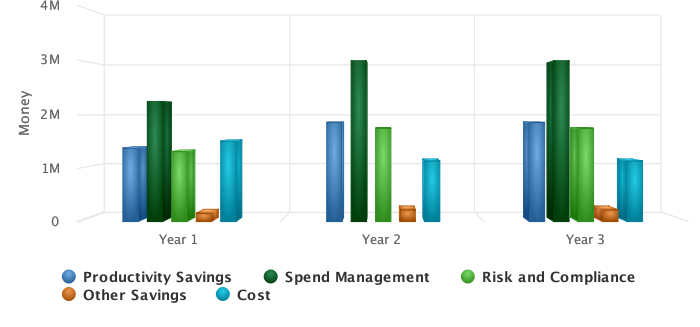 4M
3M
2M
1M
0
Money
Year 1 Year 2 Year 3
Productivity Savings Spend Management Risk and Compliance
Other Savings Cost